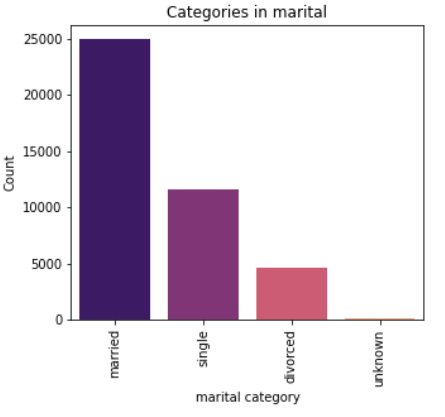 Categories in marital
25000
20000
15000
10000
5000
0
Count
married
single
divorced
unknown
marital category